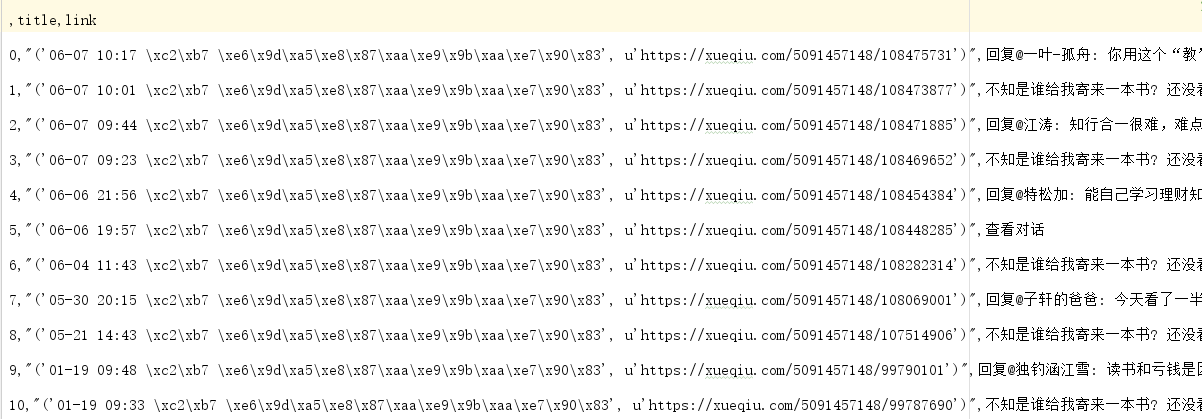 ,title,link
0,"('06-07 10:17 \xc2\xb7 \xe6\x9d\xa5\xe8\x87\xaa\xe9\x9b\xaa\xe7\x90\x83', u'https://xueqiu.com/5091457148/108475731')",回复@一叶-孤舟: 你用这个“教”
1,"('06-07 10:01 \xc2\xb7 \xe6\x9d\xa5\xe8\x87\xaa\xe9\x9b\xaa\xe7\x90\x83', u'https://xueqiu.com/5091457148/108473877')",不知是谁给我寄来一本书? 还没看
2,"('06-07 09:44 \xc2\xb7 \xe6\x9d\xa5\xe8\x87\xaa\xe9\x9b\xaa\xe7\x90\x83', u'https://xueqiu.com/5091457148/108471885')",回复@江涛: 知行合一很难，难点
3,"('06-07 09:23 \xc2\xb7 \xe6\x9d\xa5\xe8\x87\xaa\xe9\x9b\xaa\xe7\x90\x83', u'https://xueqiu.com/5091457148/108469652')",不知是谁给我寄来一本书? 还没看
4,"('06-06 21:56 \xc2\xb7 \xe6\x9d\xa5\xe8\x87\xaa\xe9\x9b\xaa\xe7\x90\x83', u'https://xueqiu.com/5091457148/108454384')",回复@特松加: 能自己学习理财知
5,"('06-06 19:57 \xc2\xb7 \xe6\x9d\xa5\xe8\x87\xaa\xe9\x9b\xaa\xe7\x90\x83', u'https://xueqiu.com/5091457148/108448285')",查看对话
6,"('06-04 11:43 \xc2\xb7 \xe6\x9d\xa5\xe8\x87\xaa\xe9\x9b\xaa\xe7\x90\x83', u'https://xueqiu.com/5091457148/108282314')",不知是谁给我寄来一本书? 还没看
7,"('05-30 20:15 \xc2\xb7 \xe6\x9d\xa5\xe8\x87\xaa\xe9\x9b\xaa\xe7\x90\x83', u'https://xueqiu.com/5091457148/108069001')",回复@子轩的爸爸: 今天看了一半
8,"('05-21 14:43 \xc2\xb7 \xe6\x9d\xa5\xe8\x87\xaa\xe9\x9b\xaa\xe7\x90\x83', u'https://xueqiu.com/5091457148/107514906')",不知是谁给我寄来一本书? 还没看
9,"('01-19 09:48 \xc2\xb7 \xe6\x9d\xa5\xe8\x87\xaa\xe9\x9b\xaa\xe7\x90\x83', u'https://xueqiu.com/5091457148/99790101')",回复@独钓涵江雪: 读书和亏钱是因
10,"('01-19 09:33 \xc2\xb7 \xe6\x9d\xa5\xe8\x87\xaa\xe9\x9b\xaa\xe7\x90\x83', u'https://xueqiu.com/5091457148/99787690')",不知是谁给我寄来一本书? 还没